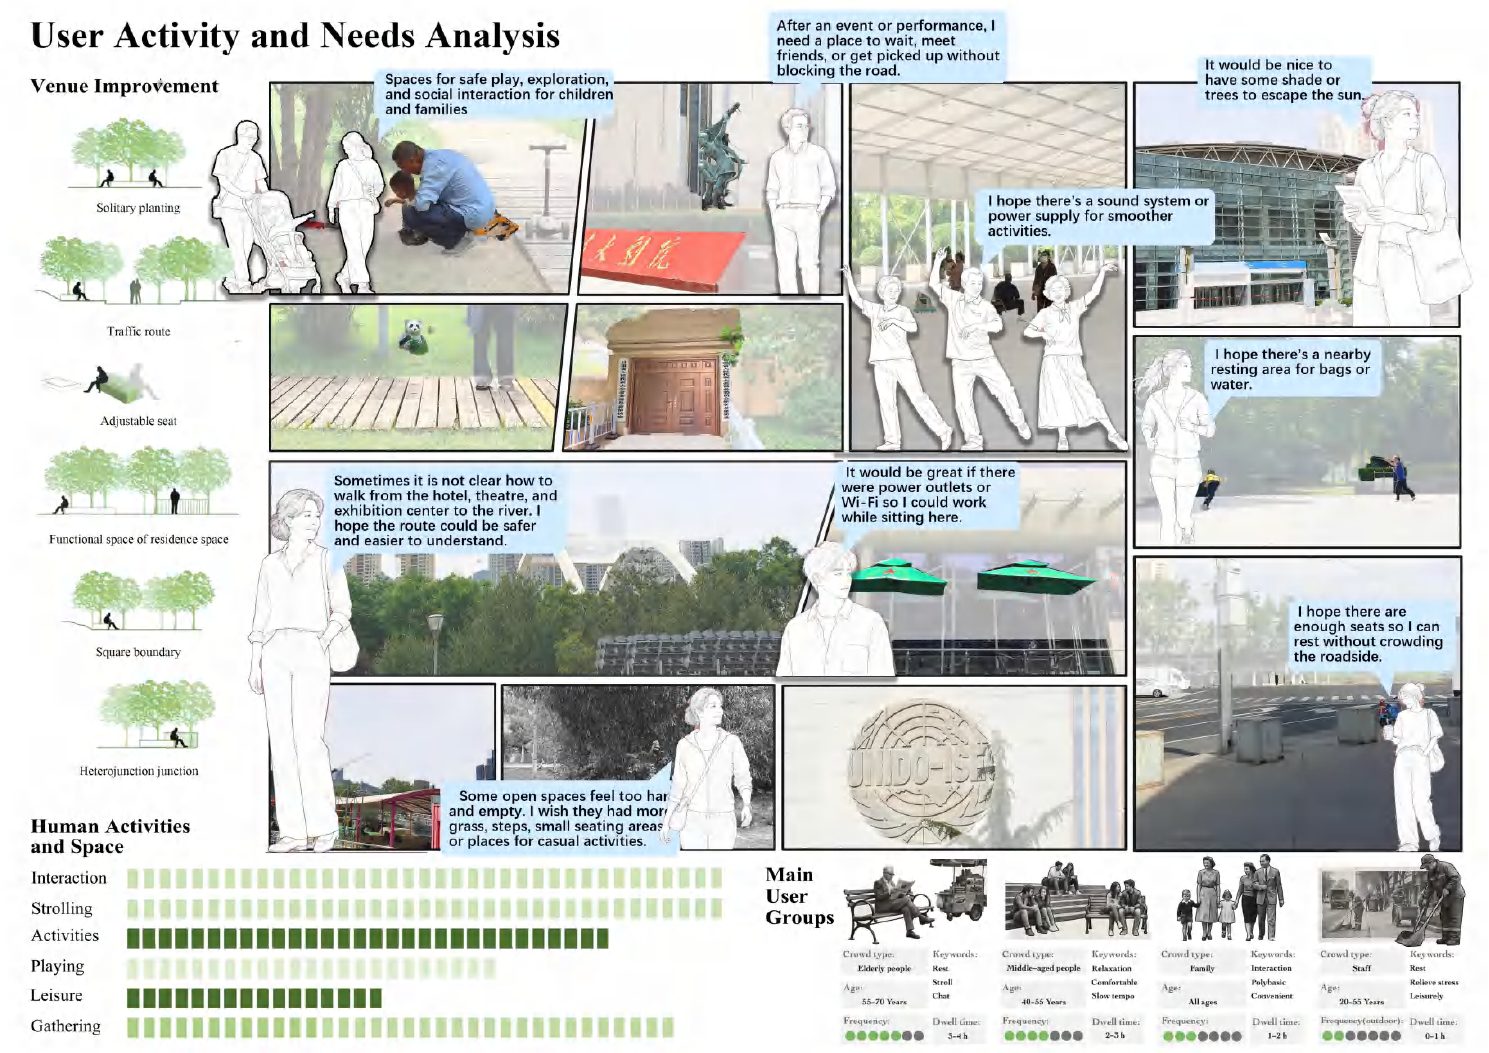 User Activity and Needs Analysis
Venue Improvement
Solitary planting
Traffic route
Adjustable seat
Functional space of residence space
Square boundary
Heterojunction junction
Spaces for safe play, exploration,
and social interaction for children
and families
After an event or performance, I
need a place to wait, meet
friends, or get picked up without
blocking the road.
It would be nice to
have some shade or
trees to escape the sun.
I hope there's a sound system or
power supply for smoother
activities.
I hope there's a nearby
resting area for bags or
water.
Sometimes it is not clear how to
walk from the hotel, theatre, and
exhibition center to the river. I
hope the route could be safer
and easier to understand.
It would be great if there
were power outlets or
Wi-Fi so I could work
while sitting here.
I hope there are
enough seats so I can
rest without crowding
the roadside.
Some open spaces feel too har
and empty. I wish they had more
grass, steps, small seating areas
or places for casual activities.
UNIDO-ISE
Human Activities
and Space
Interaction
Strolling
Activities
Playing
Leisure
Gathering
Main
User
Groups
Crowd type:
Elderly people
Age:
55-70 Years
Frequency:
Keywords:
Rest
Stroll
Chat
Dwell time:
3-4 h
Crowd type:
Middle-aged people
Age:
40-55 Years
Frequency:
Keywords:
Relaxation
Comfortable
Slow tempo
Dwell time:
2-3 h
Crowd type:
Family
Age:
All ages
Frequency:
Keywords:
Interaction
Polybasic
Convenient
Dwell time:
1-2 h
Crowd type:
Staff
Age:
20-55 Years
Frequency(outdoor):
Keywords:
Rest
Relieve stress
Leisurely
Dwell time:
0-1 h